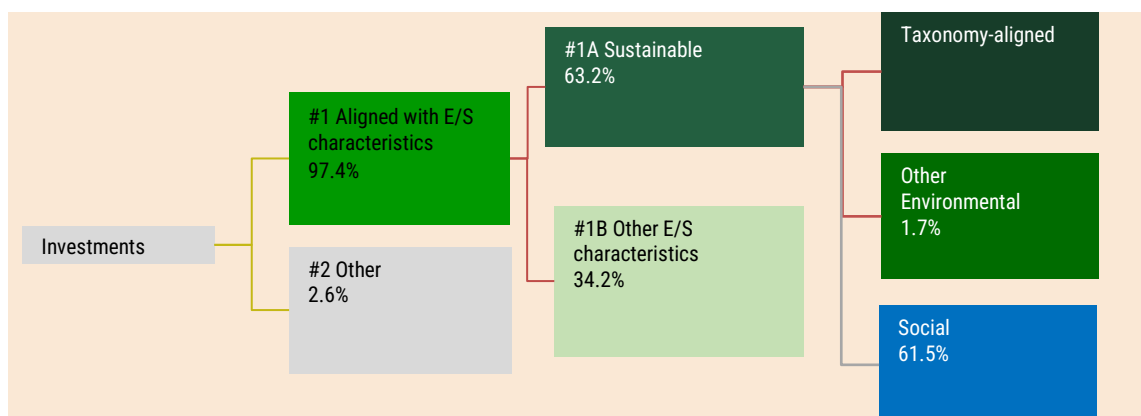 Investments
#1 Aligned with E/S
characteristics
97.4%
#2 Other
2.6%
#1A Sustainable
63.2%
#1B Other E/S
characteristics
34.2%
Taxonomy-aligned
Other
Environmental
1.7%
Social
61.5%